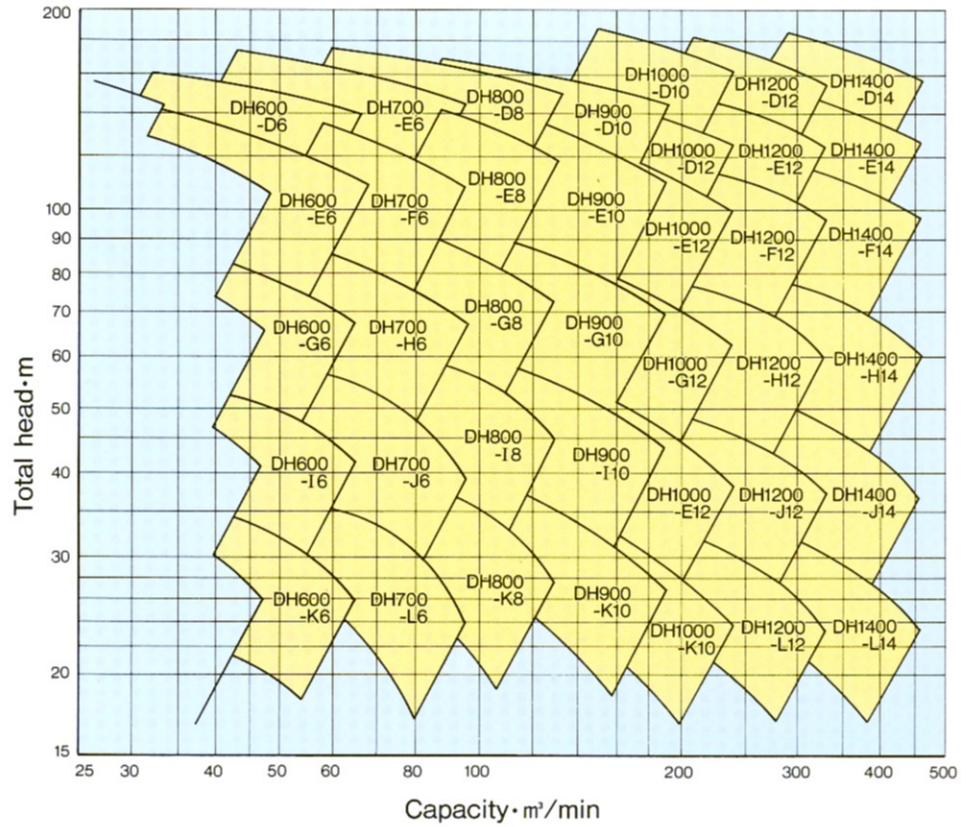 200
DH1000
-D10
DH1200
-D12
DH1400
-D14
DH600
-D6
DH700
-E6
DH800
-D8
DH900
-D10
DH1000
-D12
DH1200
-E12
DH1400
-E14
100
DH600
-E6
DH700
-F6
DH800
-E8
DH900
-E10
DH1000
-E12
DH1200
-F12
DH1400
-F14
90
80
70
DH600
-G6
DH700
-H6
DH800
-G8
DH900
-G10
DH1000
-G12
DH1200
-H12
DH1400
-H14
60
50
DH600
-I6
DH700
-J6
DH800
-I8
DH900
-I10
DH1000
-E12
DH1200
-J12
DH1400
-J14
40
30
DH600
-K6
DH700
-L6
DH800
-K8
DH900
-K10
DH1000
-K10
DH1200
-L12
DH1400
-L14
20
15
Total head·m
25 30 40 50 60 80 100 200 300 400 500
Capacity·m³/min